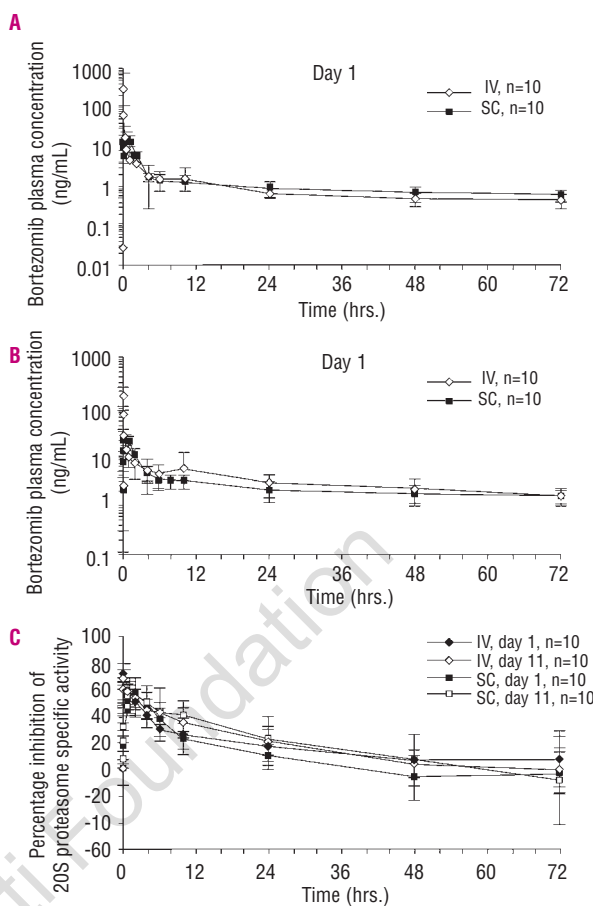 A
Day 1
Bortezomib plasma concentration
(ng/mL)
1000
100
10
1
0.1
0.01
IV, n=10
SC, n=10
0 12 24 36 48 60 72
Time (hrs.)
B
Day 1
Bortezomib plasma concentration
(ng/mL)
1000
100
10
1
0.1
IV, n=10
SC, n=10
0 12 24 36 48 60 72
Time (hrs.)
C
Percentage inhibition of
20S proteasome specific activity
100
80
60
40
20
0
-20
-10
-60
IV, day 1, n=10
IV, day 11, n=10
SC, day 1, n=10
SC, day 11, n=10
0 12 24 36 48 60 72
Time (hrs.)
ti Foundation